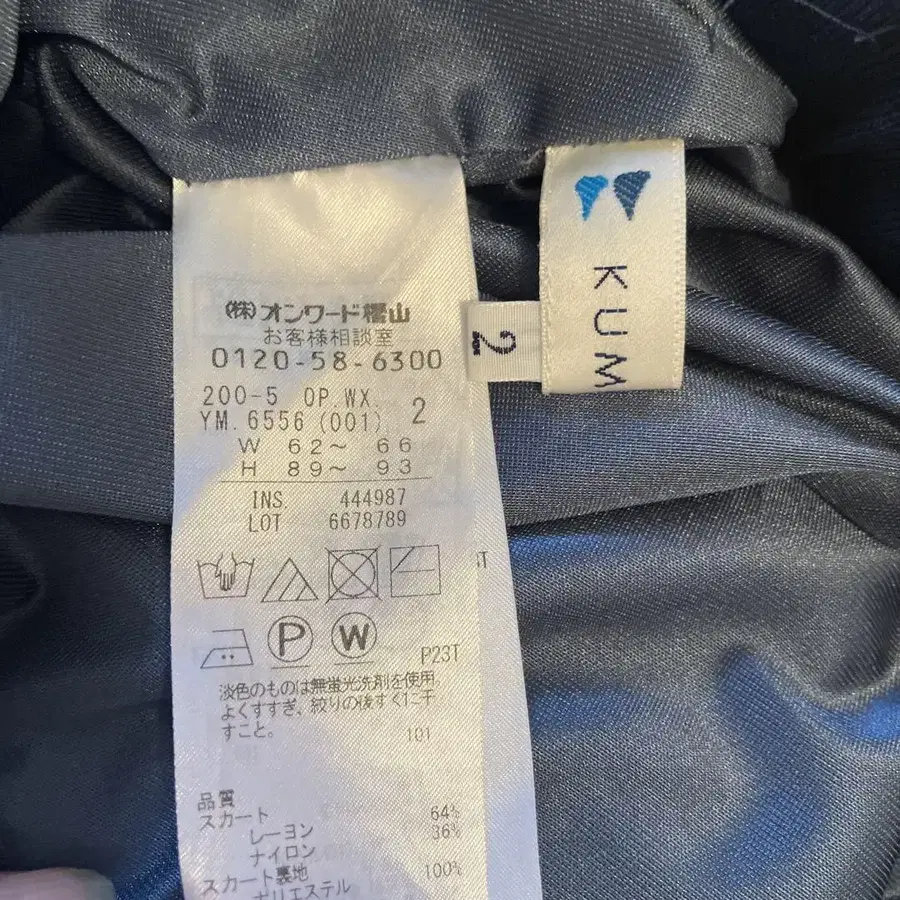 (株)オンワード樫山
お客様相談室
0120-58-6300
200-5 OP.WX. 2
YM.6556 (001)
W 62〜 66
H 89〜 93
INS. 444987
LOT 6678789
P W
P23T
淡色のものは無蛍光洗剤を使用。
よくすすぎ、絞りの後すぐに干
すこと。
101
品質
スカート
レーヨン 64%
ナイロン 36%
スカート裏地
ポリエステル 100%
2
KUM